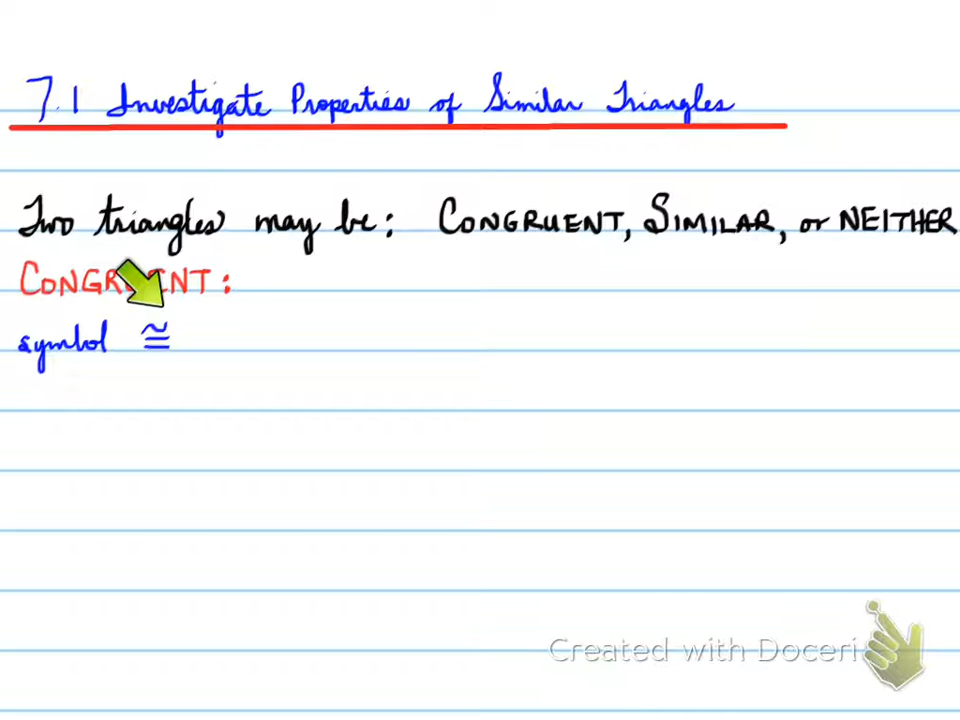 7.1 Investigate Properties of Similar Triangles
Two triangles may be: CONGRUENT, SIMILAR, or NEITHER
CONGRUENT:
symbol ≅
Created with Doceri